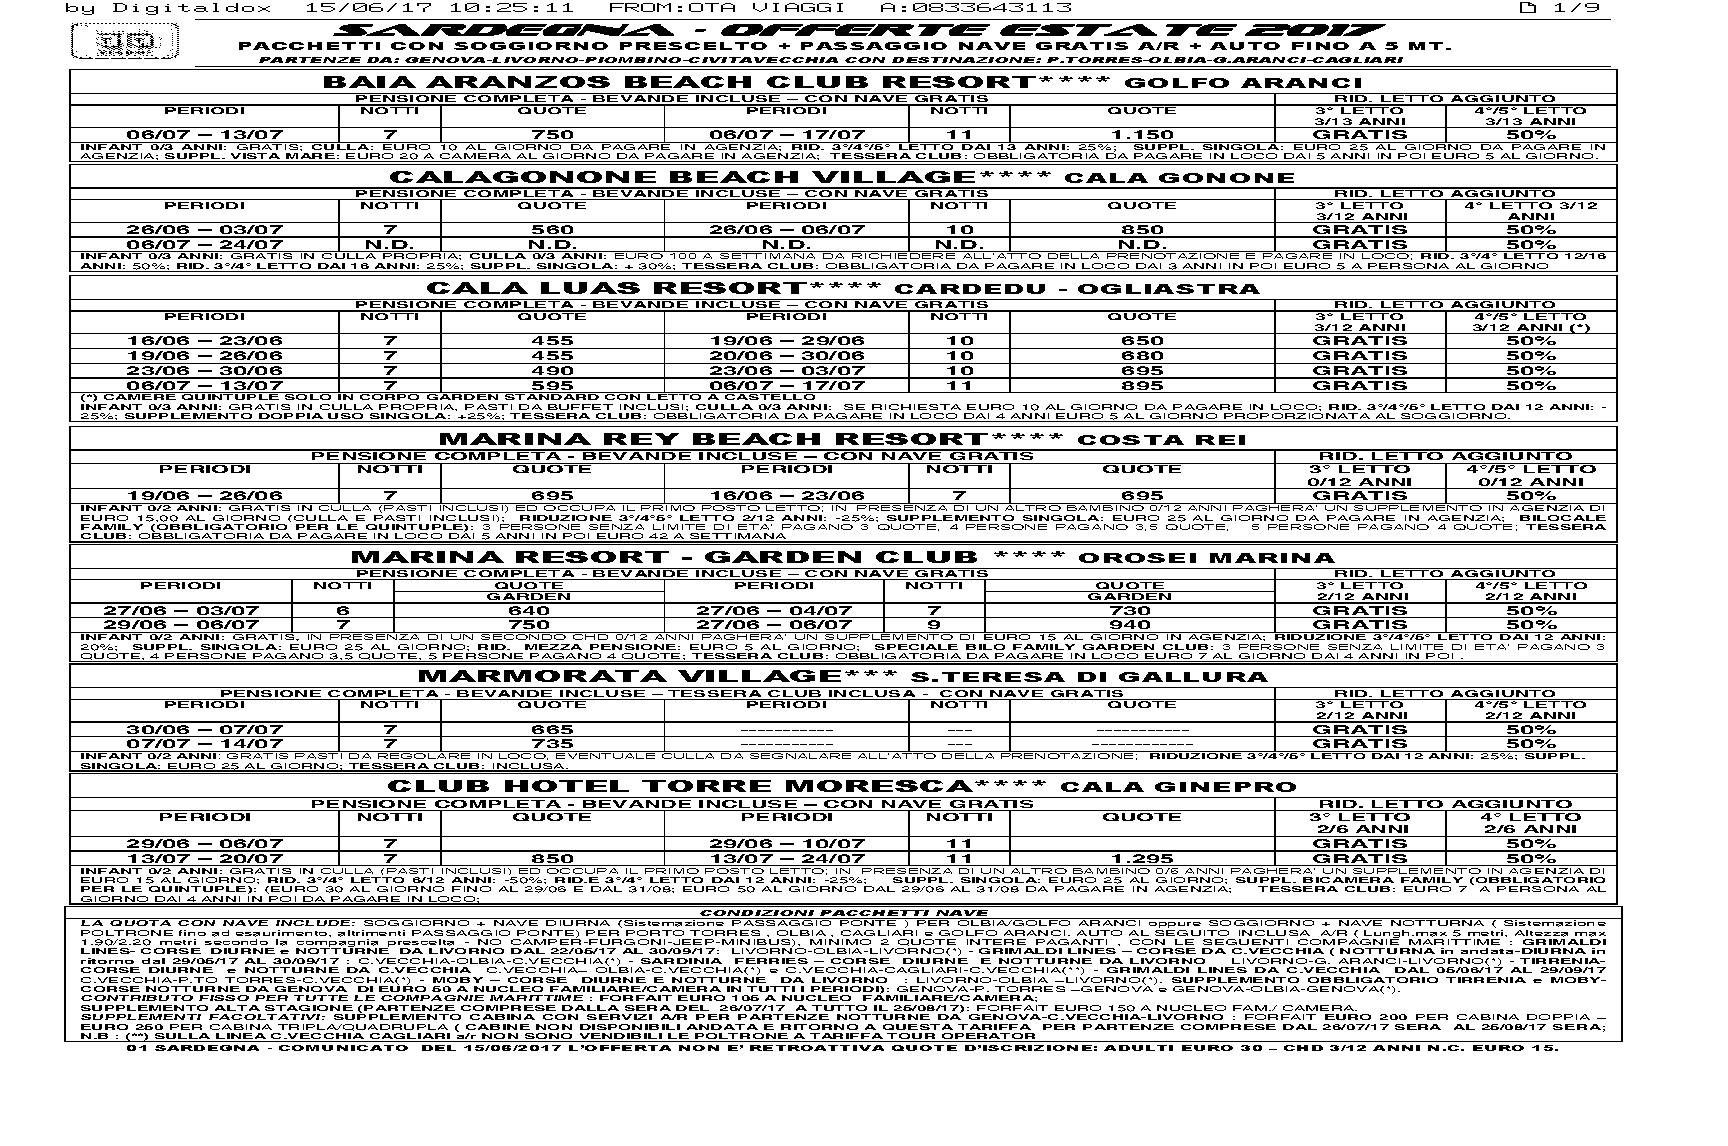 by Digitaldox 15/06/17 10:25:11 FROM:OTA VIAGGI A:0833643113 1/9
SARDEGNA - OFFERTE ESTATE 2017
PACCHETTI CON SOGGIORNO PRESCELTO + PASSAGGIO NAVE GRATIS A/R + AUTO FINO A 5 MT.
PARTENZE DA: GENOVA-LIVORNO-PIOMBINO-CIVITAVECCHIA CON DESTINAZIONE: P.TORRES-OLBIA-G.ARANCI-CAGLIARI
BAIA ARANZOS BEACH CLUB RESORT**** GOLFO ARANCI
PENSIONE COMPLETA - BEVANDE INCLUSE – CON NAVE GRATIS RID. LETTO AGGIUNTO
PERIODI NOTTI QUOTE PERIODI NOTTI QUOTE 3° LETTO 4°/5° LETTO
3/13 ANNI 3/13 ANNI
06/07 – 13/07 7 750 06/07 – 17/07 11 1.150 GRATIS 50%
INFANT 0/3 ANNI: GRATIS; CULLA: EURO 10 AL GIORNO DA PAGARE IN AGENZIA; RID. 3°/4°/5° LETTO DAI 13 ANNI: 25%; SUPPL. SINGOLA: EURO 25 AL GIORNO DA PAGARE IN
AGENZIA; SUPPL. VISTA MARE: EURO 20 A CAMERA AL GIORNO DA PAGARE IN AGENZIA; TESSERA CLUB: OBBLIGATORIA DA PAGARE IN LOCO DAI 5 ANNI IN POI EURO 5 AL GIORNO.
CALAGONONE BEACH VILLAGE**** CALA GONONE
PENSIONE COMPLETA - BEVANDE INCLUSE – CON NAVE GRATIS RID. LETTO AGGIUNTO
PERIODI NOTTI QUOTE PERIODI NOTTI QUOTE 3° LETTO 4° LETTO 3/12
3/12 ANNI ANNI
26/06 – 03/07 7 560 26/06 – 06/07 10 850 GRATIS 50%
06/07 – 24/07 N.D. N.D. N.D. N.D. N.D. GRATIS 50%
INFANT 0/3 ANNI: GRATIS IN CULLA PROPRIA; CULLA 0/3 ANNI: EURO 100 A SETTIMANA DA RICHIEDERE ALL'ATTO DELLA PRENOTAZIONE E PAGARE IN LOCO; RID. 3°/4° LETTO 12/16
ANNI: 50%; RID. 3°/4° LETTO DAI 16 ANNI: 25%; SUPPL. SINGOLA: + 30%; TESSERA CLUB: OBBLIGATORIA DA PAGARE IN LOCO DAI 3 ANNI IN POI EURO 5 A PERSONA AL GIORNO
CALA LUAS RESORT**** CARDEDU - OGLIASTRA
PENSIONE COMPLETA - BEVANDE INCLUSE – CON NAVE GRATIS RID. LETTO AGGIUNTO
PERIODI NOTTI QUOTE PERIODI NOTTI QUOTE 3° LETTO 4°/5° LETTO
3/12 ANNI 3/12 ANNI (*)
16/06 – 23/06 7 455 19/06 – 29/06 10 650 GRATIS 50%
19/06 – 26/06 7 455 20/06 – 30/06 10 680 GRATIS 50%
23/06 – 30/06 7 490 23/06 – 03/07 10 695 GRATIS 50%
06/07 – 13/07 7 595 06/07 – 17/07 11 895 GRATIS 50%
(*) CAMERE QUINTUPLE SOLO IN CORPO GARDEN STANDARD CON LETTO A CASTELLO
INFANT 0/3 ANNI: GRATIS IN CULLA PROPRIA, PASTI DA BUFFET INCLUSI; CULLA 0/3 ANNI: SE RICHIESTA EURO 10 AL GIORNO DA PAGARE IN LOCO; RID. 3°/4°/5° LETTO DAI 12 ANNI: -
25%; SUPPLEMENTO DOPPIA USO SINGOLA: +25%; TESSERA CLUB: OBBLIGATORIA DA PAGARE IN LOCO DAI 4 ANNI EURO 5 AL GIORNO PROPORZIONATA AL SOGGIORNO.
MARINA REY BEACH RESORT**** COSTA REI
PENSIONE COMPLETA - BEVANDE INCLUSE – CON NAVE GRATIS RID. LETTO AGGIUNTO
PERIODI NOTTI QUOTE PERIODI NOTTI QUOTE 3° LETTO 4°/5° LETTO
0/12 ANNI 0/12 ANNI
19/06 – 26/06 7 695 16/06 – 23/06 7 695 GRATIS 50%
INFANT 0/2 ANNI: GRATIS IN CULLA (PASTI INCLUSI) ED OCCUPA IL PRIMO POSTO LETTO; IN PRESENZA DI UN ALTRO BAMBINO 0/12 ANNI PAGHERA' UN SUPPLEMENTO IN AGENZIA DI
EURO 15,00 AL GIORNO (CULLA E PASTI INCLUSI); RIDUZIONE 3°4°5° LETTO 2/12 ANNI: -25%; SUPPLEMENTO SINGOLA: EURO 25 AL GIORNO DA PAGARE IN AGENZIA; BILOCALE
FAMILY (OBBLIGATORIO PER LE QUINTUPLE): 3 PERSONE SENZA LIMITE DI ETA' PAGANO 3 QUOTE, 4 PERSONE PAGANO 3,5 QUOTE, 5 PERSONE PAGANO 4 QUOTE; TESSERA
CLUB: OBBLIGATORIA DA PAGARE IN LOCO DAI 5 ANNI IN POI EURO 42 A SETTIMANA
MARINA RESORT - GARDEN CLUB **** OROSEI MARINA
PENSIONE COMPLETA - BEVANDE INCLUSE – CON NAVE GRATIS RID. LETTO AGGIUNTO
PERIODI NOTTI QUOTE PERIODI NOTTI QUOTE 3° LETTO 4°/5° LETTO
GARDEN GARDEN 2/12 ANNI 2/12 ANNI
27/06 – 03/07 6 640 27/06 – 04/07 7 730 GRATIS 50%
29/06 – 06/07 7 750 27/06 – 06/07 9 940 GRATIS 50%
INFANT 0/2 ANNI: GRATIS, IN PRESENZA DI UN SECONDO CHD 0/12 ANNI PAGHERA' UN SUPPLEMENTO DI EURO 15 AL GIORNO IN AGENZIA; RIDUZIONE 3°/4°/5° LETTO DAI 12 ANNI:
20%; SUPPL. SINGOLA: EURO 25 AL GIORNO; RID. MEZZA PENSIONE: EURO 5 AL GIORNO; SPECIALE BILO FAMILY GARDEN CLUB: 3 PERSONE SENZA LIMITE DI ETA' PAGANO 3
QUOTE, 4 PERSONE PAGANO 3,5 QUOTE, 5 PERSONE PAGANO 4 QUOTE; TESSERA CLUB: OBBLIGATORIA DA PAGARE IN LOCO EURO 7 AL GIORNO DAI 4 ANNI IN POI .
MARMORATA VILLAGE*** S.TERESA DI GALLURA
PENSIONE COMPLETA - BEVANDE INCLUSE – TESSERA CLUB INCLUSA - CON NAVE GRATIS RID. LETTO AGGIUNTO
PERIODI NOTTI QUOTE PERIODI NOTTI QUOTE 3° LETTO 4°/5° LETTO
2/12 ANNI 2/12 ANNI
30/06 – 07/07 7 665 ----------- --- ----------- GRATIS 50%
07/07 – 14/07 7 735 ----------- --- ------------ GRATIS 50%
INFANT 0/2 ANNI: GRATIS PASTI DA REGOLARE IN LOCO, EVENTUALE CULLA DA SEGNALARE ALL'ATTO DELLA PRENOTAZIONE; RIDUZIONE 3°/4°/5° LETTO DAI 12 ANNI: 25%; SUPPL.
SINGOLA: EURO 25 AL GIORNO; TESSERA CLUB: INCLUSA.
CLUB HOTEL TORRE MORESCA**** CALA GINEPRO
PENSIONE COMPLETA - BEVANDE INCLUSE – CON NAVE GRATIS RID. LETTO AGGIUNTO
PERIODI NOTTI QUOTE PERIODI NOTTI QUOTE 3° LETTO 4° LETTO
2/6 ANNI 2/6 ANNI
29/06 – 06/07 7 29/06 – 10/07 11 GRATIS 50%
13/07 – 20/07 7 850 13/07 – 24/07 11 1.295 GRATIS 50%
INFANT 0/2 ANNI: GRATIS IN CULLA (PASTI INCLUSI) ED OCCUPA IL PRIMO POSTO LETTO; IN PRESENZA DI UN ALTRO BAMBINO 0/6 ANNI PAGHERA' UN SUPPLEMENTO IN AGENZIA DI
EURO 15 AL GIORNO; RID. 3°/4° LETTO 6/12 ANNI: -50%; RID.E 3°/4° LETTO DAI 12 ANNI: -25%; SUPPL. SINGOLA: EURO 25 AL GIORNO; SUPPL. BICAMERA FAMILY (OBBLIGATORIO
PER LE QUINTUPLE): (EURO 30 AL GIORNO FINO AL 29/06 E DAL 31/08; EURO 50 AL GIORNO DAL 29/06 AL 31/08 DA PAGARE IN AGENZIA; TESSERA CLUB: EURO 7 A PERSONA AL
GIORNO DAI 4 ANNI IN POI DA PAGARE IN LOCO;
CONDIZIONI PACCHETTI NAVE
LA QUOTA CON NAVE INCLUDE: SOGGIORNO + NAVE DIURNA (Sistemazione PASSAGGIO PONTE ) PER OLBIA/GOLFO ARANCI oppure SOGGIORNO + NAVE NOTTURNA ( Sistemazione
POLTRONE fino ad esaurimento, altrimenti PASSAGGIO PONTE) PER PORTO TORRES , OLBIA , CAGLIARI e GOLFO ARANCI. AUTO AL SEGUITO INCLUSA A/R ( Lungh.max 5 metri, Altezza max
1.90/2.20 metri secondo la compagnia prescelta - NO CAMPER-FURGONI-JEEP-MINIBUS), MINIMO 2 QUOTE INTERE PAGANTI , CON LE SEGUENTI COMPAGNIE MARITTIME : GRIMALDI
LINES-CORSE DIURNE e NOTTURNE DA LIVORNO DAL 22/05/17 AL 30/09/17: LIVORNO-OLBIA-LIVORNO(*) - GRIMALDI LINES – CORSE DA C.VECCHIA ( NOTTURNA in andata-DIURNA in
ritorno dal 29/05/17 AL 30/09/17 : C.VECCHIA-OLBIA-C.VECCHIA(*) - SARDINIA FERRIES – CORSE DIURNE E NOTTURNE DA LIVORNO LIVORNO-G. ARANCI-LIVORNO(*) - TIRRENIA-
CORSE DIURNE e NOTTURNE DA C.VECCHIA C.VECCHIA– OLBIA-C.VECCHIA(*) e C.VECCHIA-CAGLIARI-C.VECCHIA(**) - GRIMALDI LINES DA C.VECCHIA DAL 05/06/17 AL 29/09/17
C.VECCHIA-P.TO TORRES-C.VECCHIA(*) - MOBY – CORSE DIURNE E NOTTURNE DA LIVORNO : LIVORNO-OLBIA –LIVORNO(*). SUPPLEMENTO OBBLIGATORIO TIRRENIA e MOBY-
CORSE NOTTURNE DA GENOVA DI EURO 50 A NUCLEO FAMILIARE/CAMERA IN TUTTI I PERIODI): GENOVA-P. TORRES –GENOVA e GENOVA-OLBIA-GENOVA(*).
CONTRIBUTO FISSO PER TUTTE LE COMPAGNIE MARITTIME : FORFAIT EURO 105 A NUCLEO FAMILIARE/CAMERA;
SUPPLEMENTO ALTA STAGIONE (PARTENZE COMPRESE DALLA SERA DEL 26/07/17 A TUTTO IL 25/08/17): FORFAIT EURO 150 A NUCLEO FAM./ CAMERA.
SUPPLEMENTI FACOLTATIVI: SUPPLEMENTO CABINA CON SERVIZI A/R PER PARTENZE NOTTURNE DA GENOVA-C.VECCHIA-LIVORNO : FORFAIT EURO 200 PER CABINA DOPPIA –
EURO 250 PER CABINA TRIPLA/QUADRUPLA ( CABINE NON DISPONIBILI ANDATA E RITORNO A QUESTA TARIFFA PER PARTENZE COMPRESE DAL 26/07/17 SERA AL 25/08/17 SERA;
N.B : (**) SULLA LINEA C.VECCHIA CAGLIARI a/r NON SONO VENDIBILI LE POLTRONE A TARIFFA TOUR OPERATOR
01 SARDEGNA - COMUNICATO DEL 15/06/2017 L'OFFERTA NON E' RETROATTIVA QUOTE D'ISCRIZIONE: ADULTI EURO 30 – CHD 3/12 ANNI N.C. EURO 15.